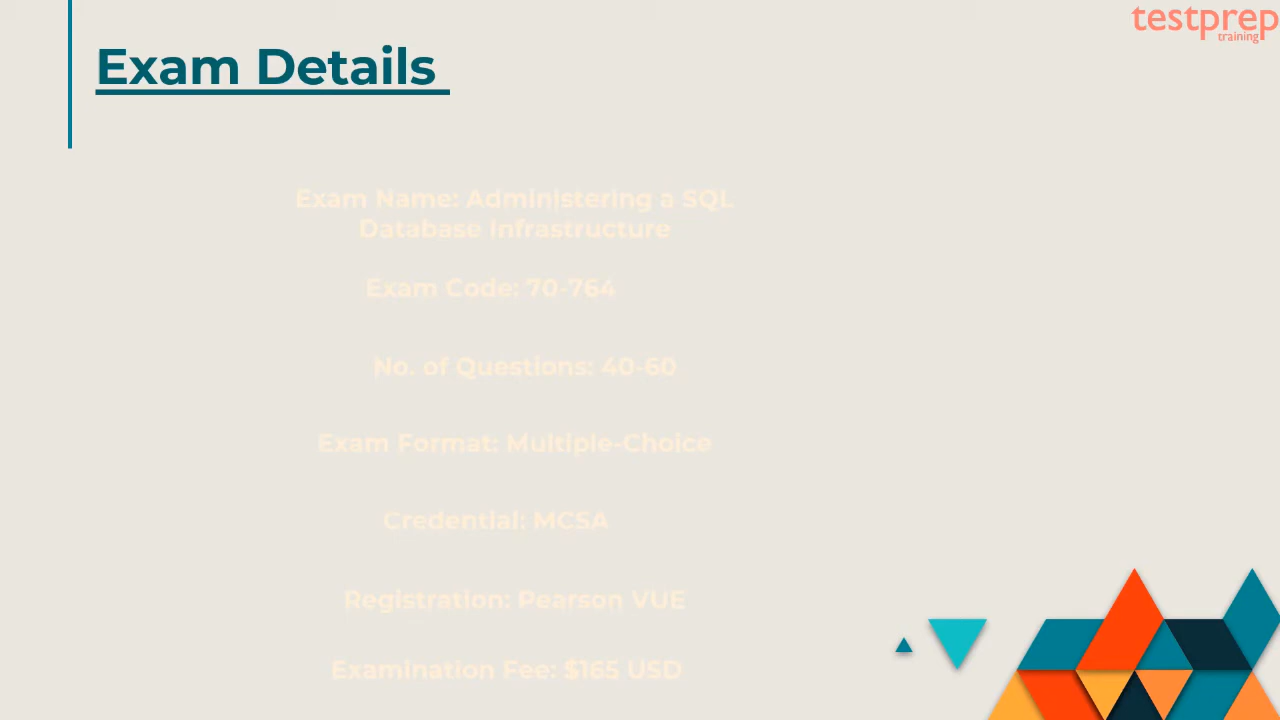 testprep
training
Exam Details
Exam Name: Administering a SQL
Database Infrastructure
Exam Code: 70-764
No. of Questions: 40-60
Exam Format: Multiple-Choice
Credential: MCSA
Registration: Pearson VUE
Examination Fee: $165 USD